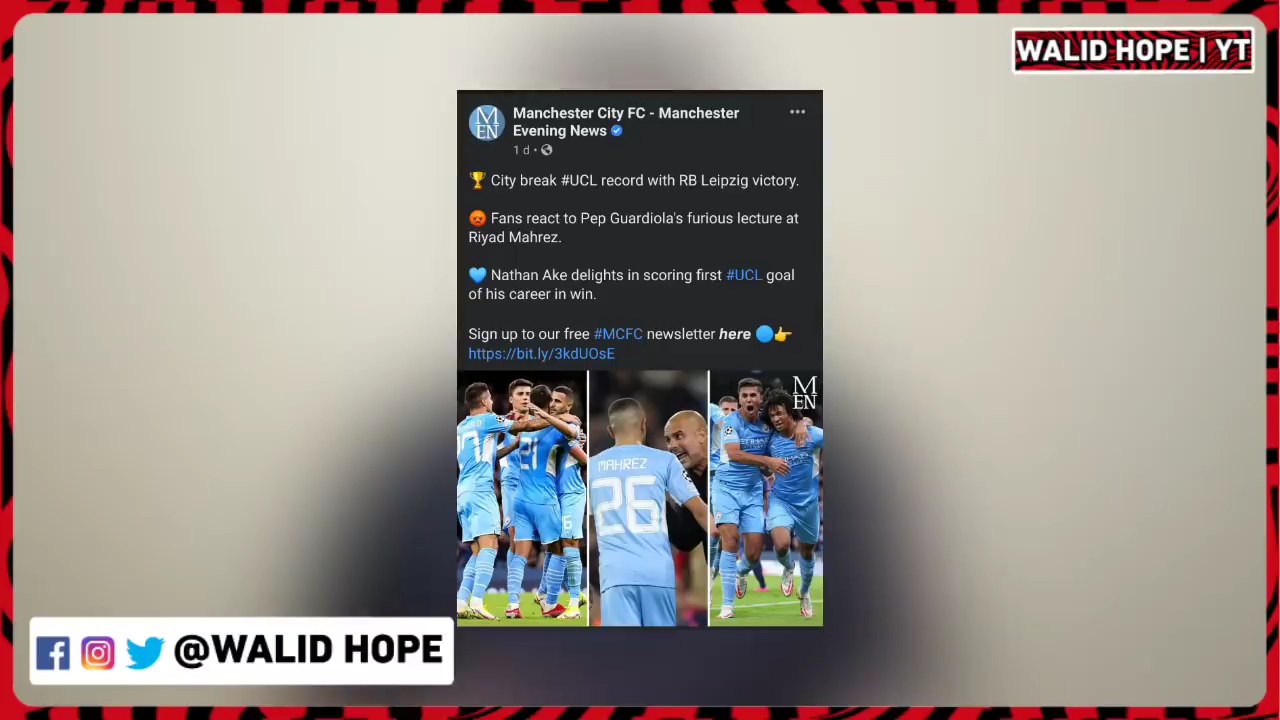 WALID HOPE | YT
MEN
Manchester City FC - Manchester
Evening News
1 d •
🏆 City break #UCL record with RB Leipzig victory.
😡 Fans react to Pep Guardiola's furious lecture at
Riyad Mahrez.
💙 Nathan Ake delights in scoring first #UCL goal
of his career in win.
Sign up to our free #MCFC newsletter here 🔵👉
https://bit.ly/3kdUOsE
MEN
21
MAHREZ
26
@WALID HOPE